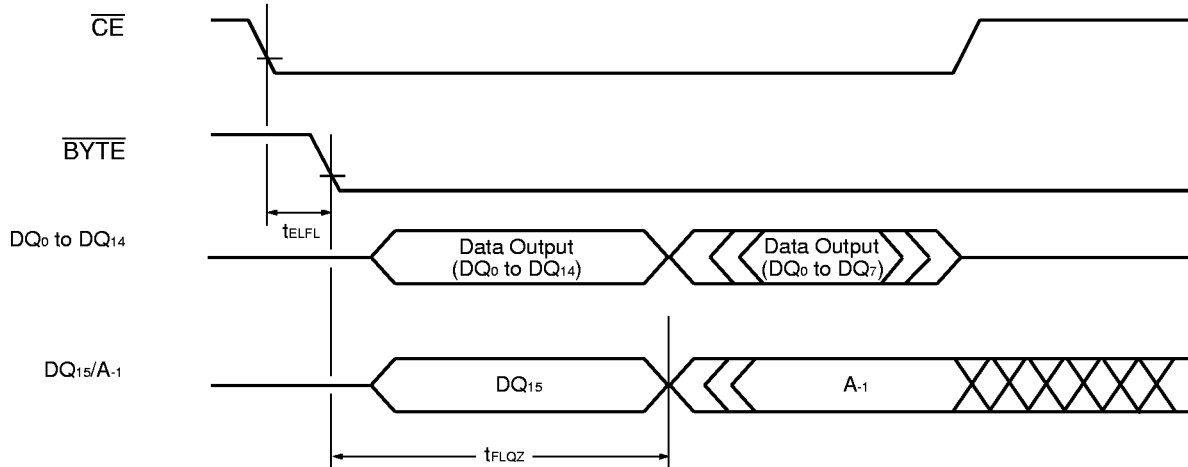 CE
BYTE
tELFL
DQ0 to DQ14
Data Output
(DQ0 to DQ14)
Data Output
(DQ0 to DQ7)
DQ15/A-1
DQ15
A-1
tFLQZ